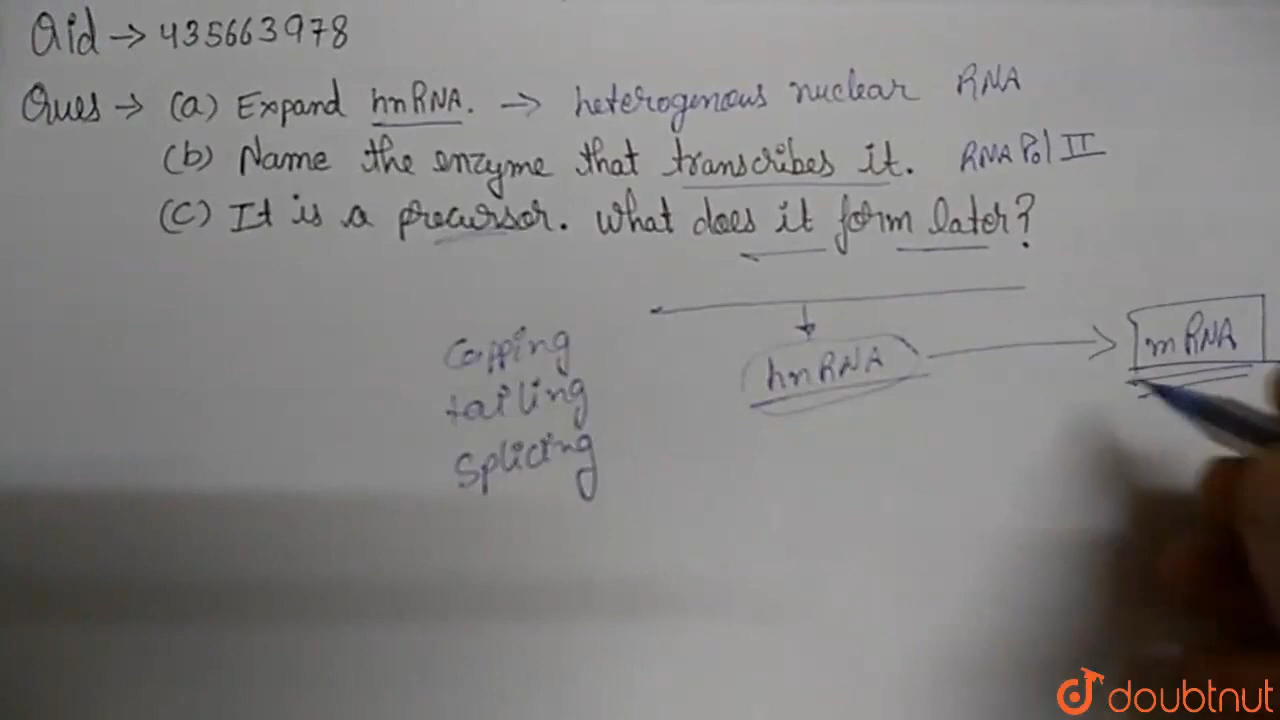 Qid → 435663978
Ques → (a) Expand hnRNA. → heterogenous nuclear RNA
(b) Name the enzyme that transcribes it. RNA Pol II
(c) It is a precursor. What does it form later?
Capping
tailing
Splicing
hnRNA → mRNA
doubtnut